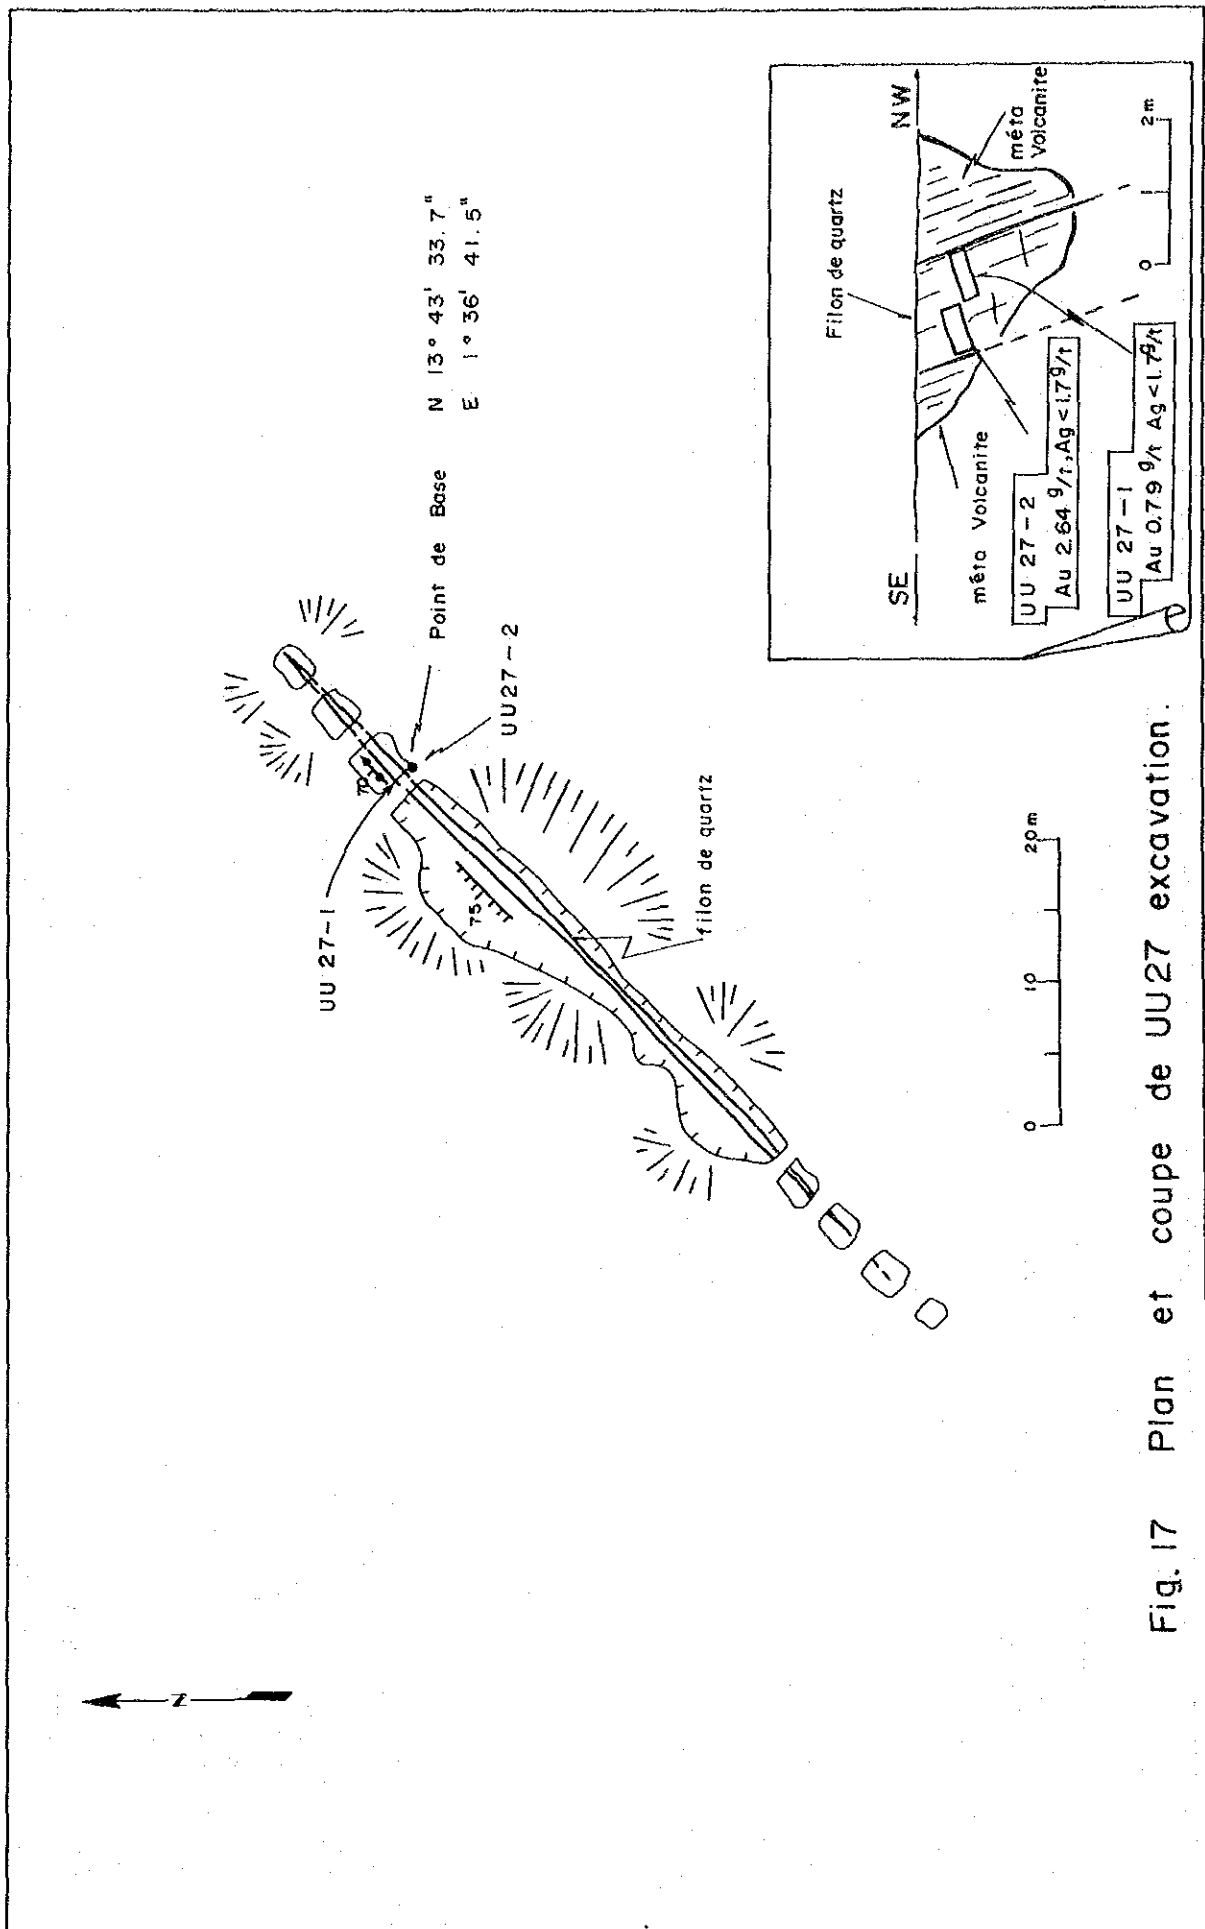 N
UU 27-1
70
75
Point de Base
N 13° 43' 33.7"
E 1° 36' 41.5"
UU27-2
filon de quartz
0 10 20m
SE
NW
Filon de quartz
méta Volcanite
méta
Volcanite
UU 27-2
Au 2.64 g/t, Ag<1.7g/t
UU 27-1
Au 0.79 g/t Ag<1.7g/t
0 1 2m
Fig. 17 Plan et coupe de UU27 excavation.